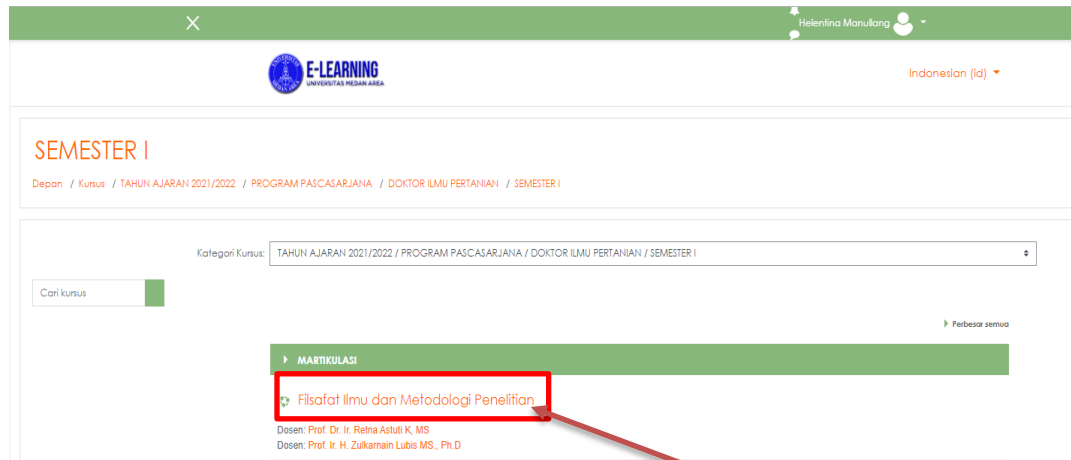 Helentina Manullang
E-LEARNING
UNIVERSITAS MEDAN AREA
Indonesian (id)
SEMESTER I
Depan / Kursus / TAHUN AJARAN 2021/2022 / PROGRAM PASCASARJANA / DOKTOR ILMU PERTANIAN / SEMESTER I
Kategori Kursus: TAHUN AJARAN 2021/2022 / PROGRAM PASCASARJANA / DOKTOR ILMU PERTANIAN / SEMESTER I
Cari kursus
Perbesar semua
MARTIKULASI
Filsafat Ilmu dan Metodologi Penelitian
Dosen: Prof. Dr. Ir. Retna Astuti K, MS
Dosen: Prof. Ir. H. Zulkarnain Lubis MS., Ph.D